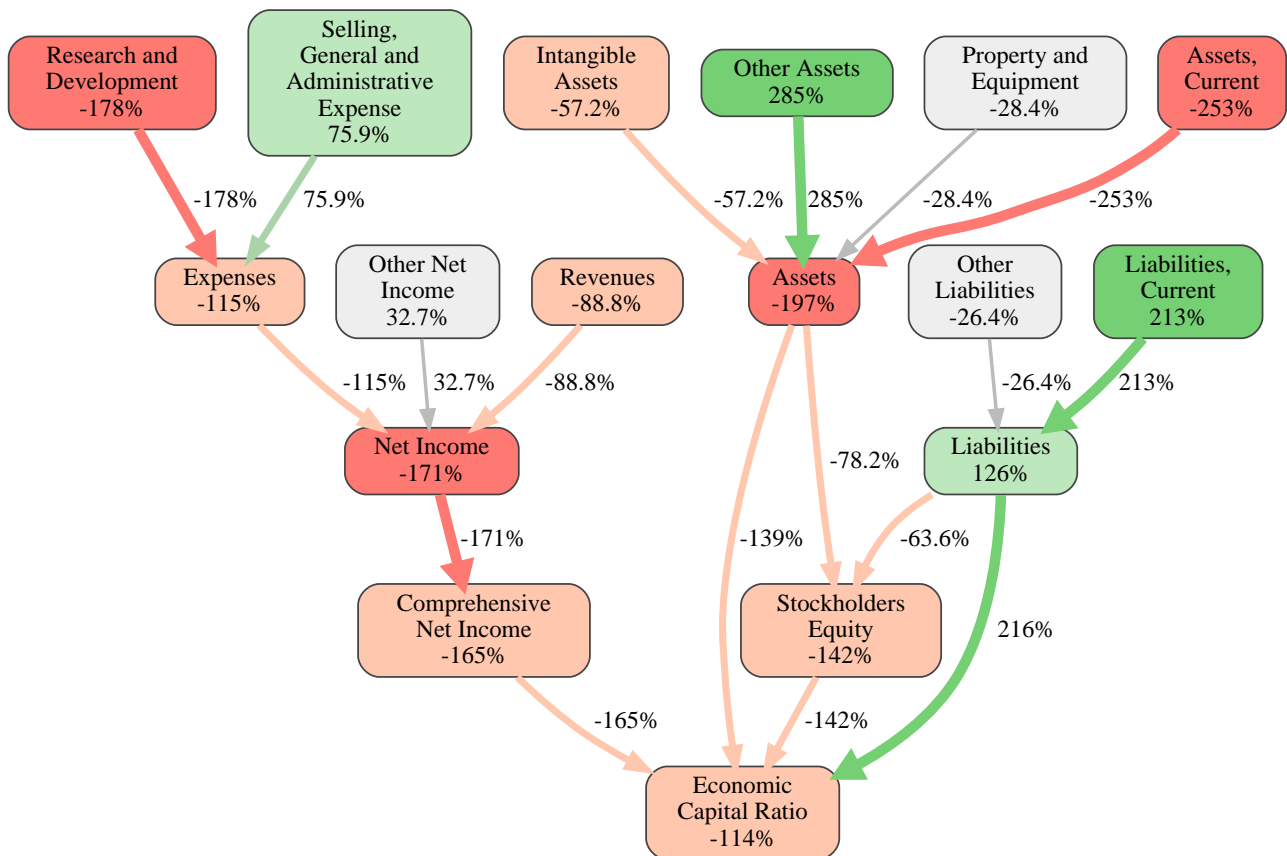 Research and
Development
-178%
Selling,
General and
Administrative
Expense
75.9%
Intangible
Assets
-57.2%
Other Assets
285%
Property and
Equipment
-28.4%
Assets,
Current
-253%
-178%
75.9%
-57.2%
285%
-28.4%
-253%
Expenses
-115%
Other Net
Income
32.7%
Revenues
-88.8%
Assets
-197%
Other
Liabilities
-26.4%
Liabilities,
Current
213%
-115%
32.7%
-88.8%
-26.4%
213%
Net Income
-171%
-78.2%
Liabilities
126%
-171%
-139%
-63.6%
Comprehensive
Net Income
-165%
Stockholders
Equity
-142%
216%
-165%
-142%
Economic
Capital Ratio
-114%